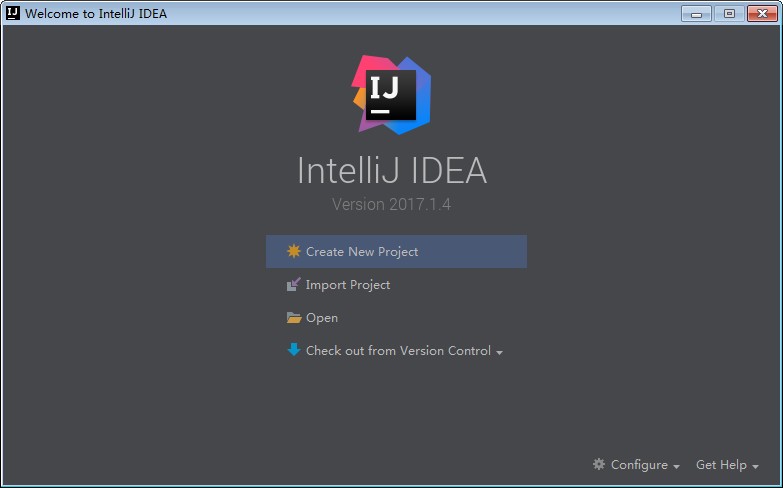 IJ
Welcome to IntelliJ IDEA
IJ
IntelliJ IDEA
Version 2017.1.4
Create New Project
Import Project
Open
Check out from Version Control
Configure
Get Help